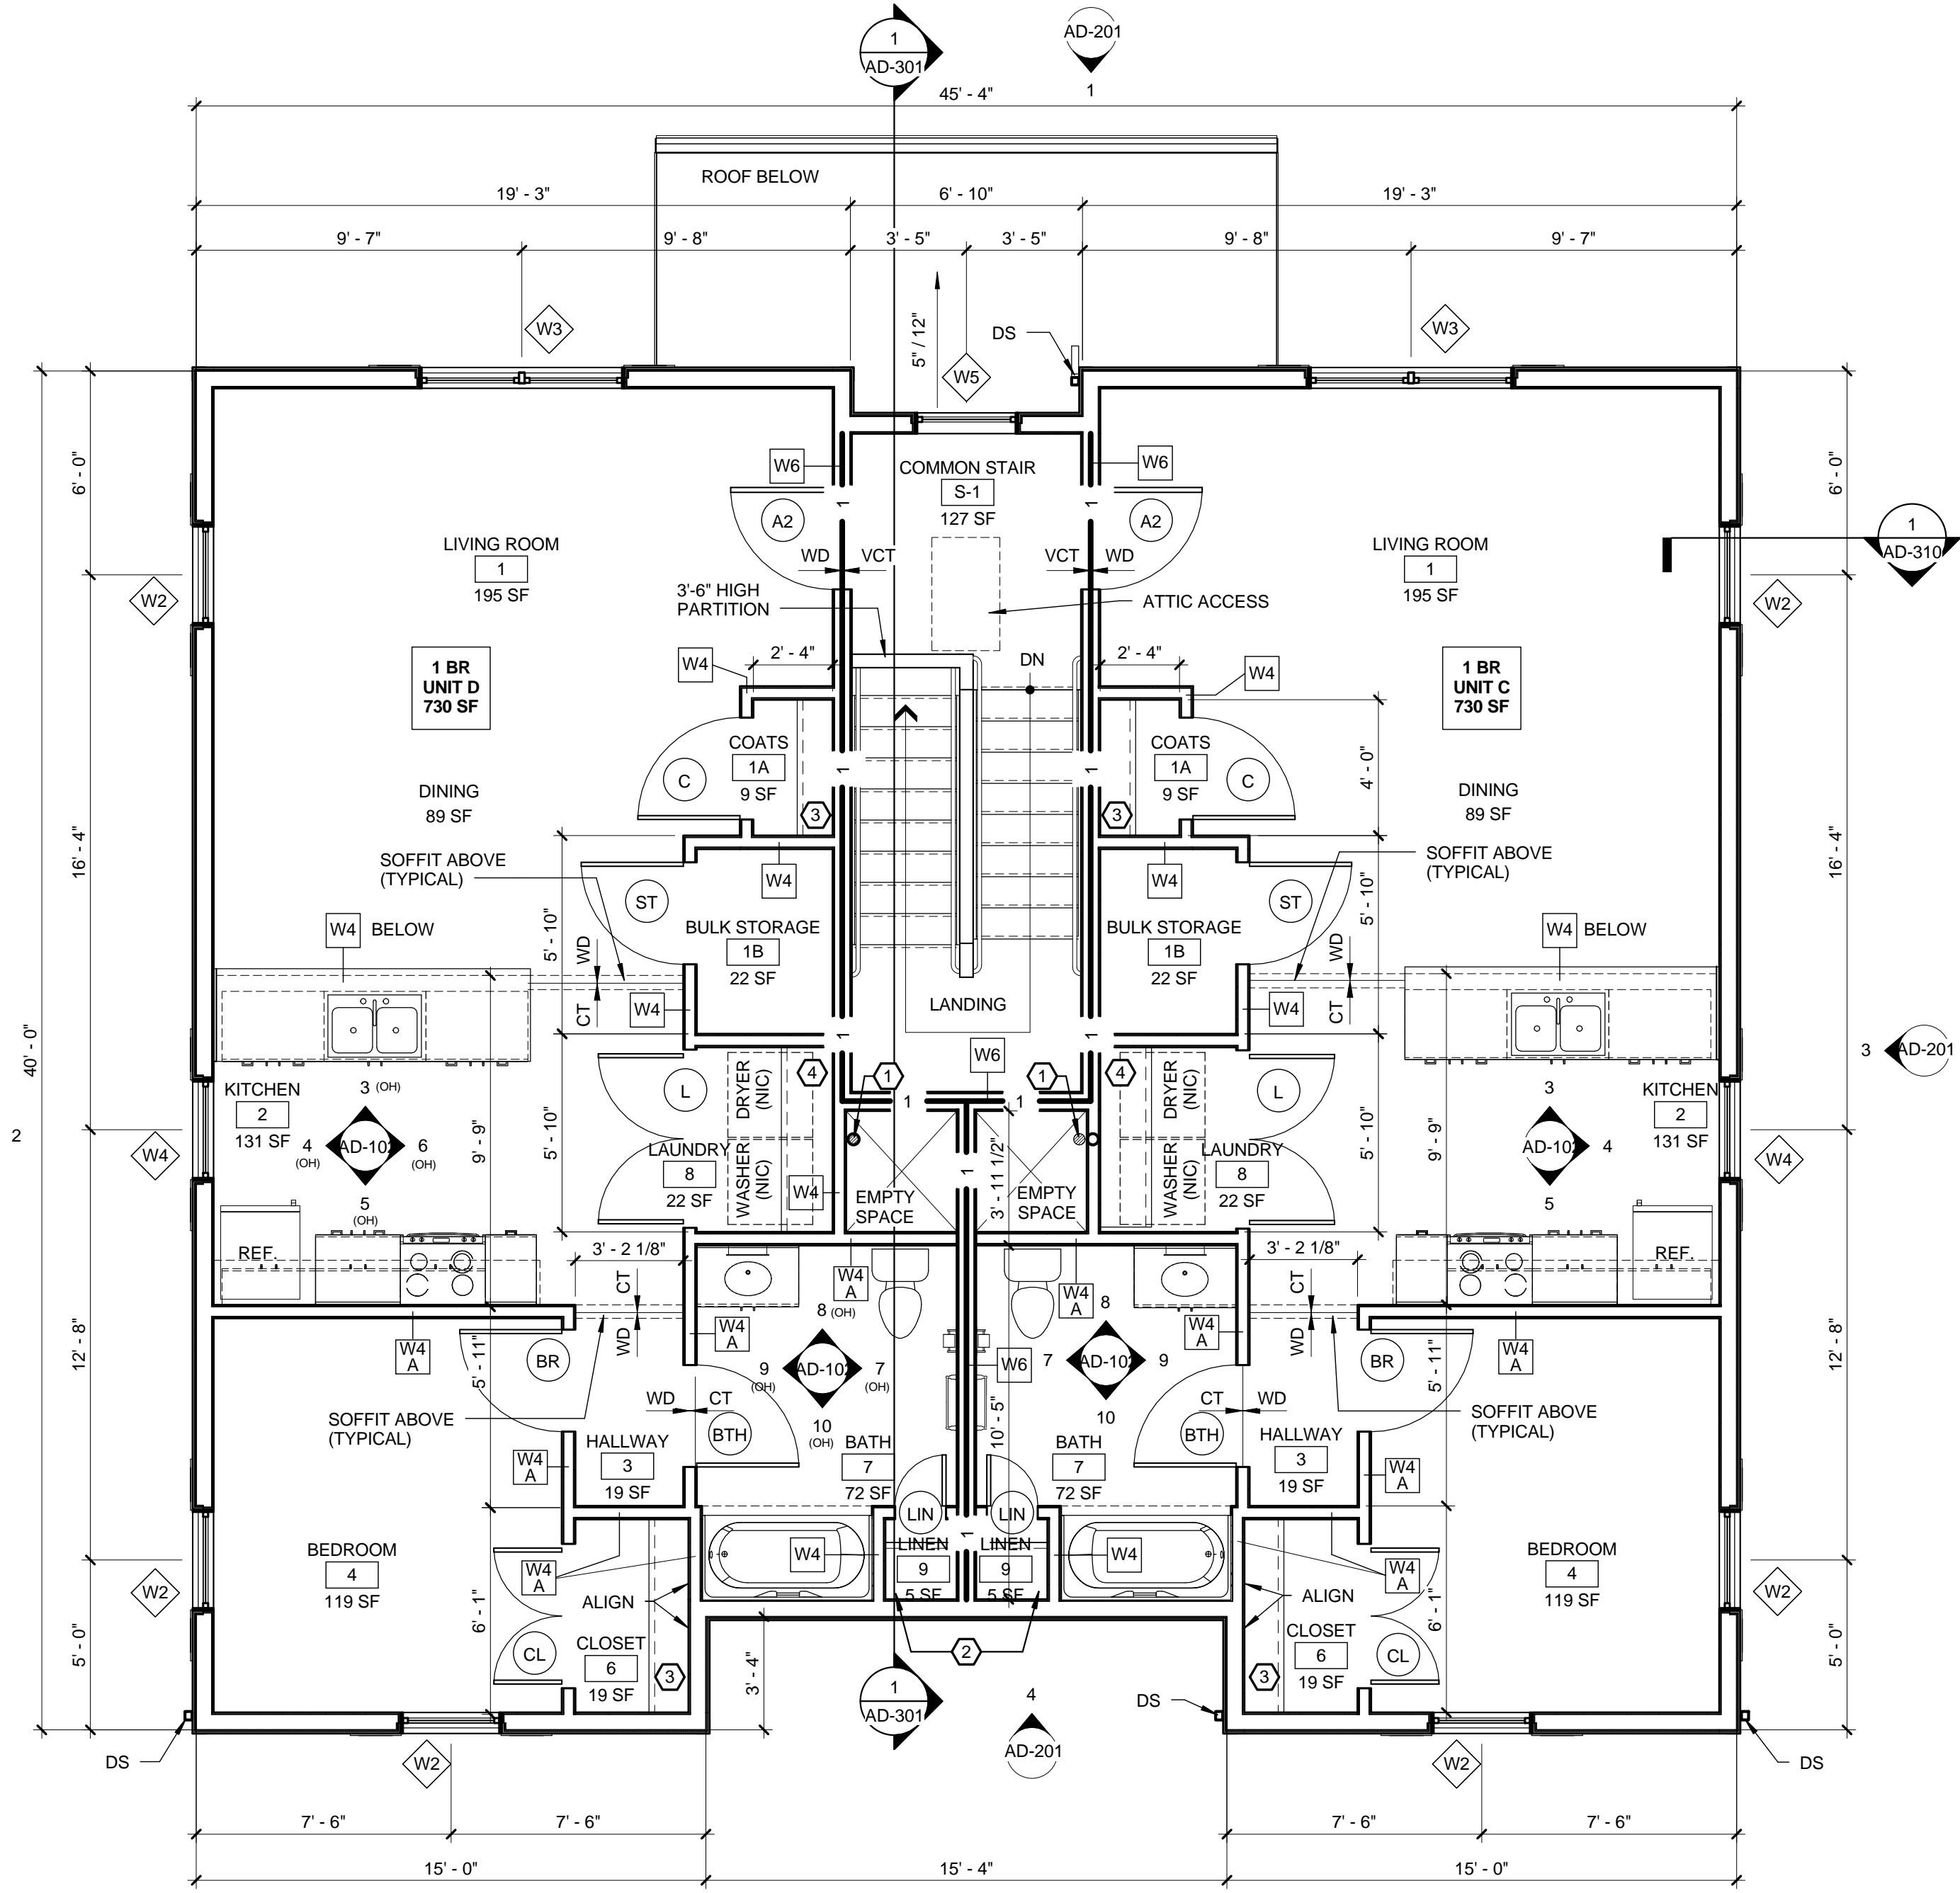 1
AD-301
AD-201
1
45' - 4"
ROOF BELOW
19' - 3"
6' - 10"
19' - 3"
9' - 7"
9' - 8"
3' - 5"
3' - 5"
9' - 8"
9' - 7"
W3
5" / 12"
DS
W5
W3
6' - 0"
W6
COMMON STAIR
S-1
127 SF
W6
6' - 0"
1
A2
1
A2
1
AD-310
LIVING ROOM
1
195 SF
WD
VCT
VCT
WD
LIVING ROOM
1
195 SF
W2
3'-6" HIGH
PARTITION
ATTIC ACCESS
W2
1 BR
UNIT D
730 SF
W4
2' - 4"
DN
2' - 4"
W4
1 BR
UNIT C
730 SF
COATS
1A
9 SF
C
1
3
COATS
1A
9 SF
C
1
3
4' - 0"
DINING
89 SF
DINING
89 SF
16' - 4"
16' - 4"
SOFFIT ABOVE
(TYPICAL)
W4
W4
SOFFIT ABOVE
(TYPICAL)
ST
ST
5' - 10"
5' - 10"
W4
BELOW
BULK STORAGE
1B
22 SF
BULK STORAGE
1B
22 SF
W4
BELOW
WD
CT
WD
CT
W4
LANDING
W4
40' - 0"
1
1
W6
3
AD-201
2
KITCHEN
2
131 SF
3 (OH)
4
(OH)
AD-102
6
(OH)
5
(OH)
9' - 9"
5' - 10"
L
DRYER
(NIC)
4
1
1
1
1
4
DRYER
(NIC)
L
5' - 10"
9' - 9"
3
AD-102
4
5
KITCHEN
2
131 SF
W4
LAUNDRY
8
22 SF
WASHER
(NIC)
W4
EMPTY
SPACE
1
3' - 11 1/2"
EMPTY
SPACE
WASHER
(NIC)
LAUNDRY
8
22 SF
W4
REF.
3' - 2 1/8"
3' - 2 1/8"
REF.
CT
WD
W4
A
8 (OH)
W4
A
8
CT
WD
W4
A
W4
A
W4
A
W4
A
12' - 8"
12' - 8"
BR
5' - 11"
9
(OH)
AD-102
7
(OH)
10
(OH)
W6
7
AD-102
9
10
BR
5' - 11"
SOFFIT ABOVE
(TYPICAL)
WD
CT
BTH
CT
WD
BTH
SOFFIT ABOVE
(TYPICAL)
10' - 5"
W4
A
HALLWAY
3
19 SF
BATH
7
72 SF
BATH
7
72 SF
HALLWAY
3
19 SF
W4
A
LIN
LIN
1
BEDROOM
4
119 SF
W4
A
W4
LINEN
9
5 SF
LINEN
9
5 SF
W4
W4
A
BEDROOM
4
119 SF
W2
ALIGN
ALIGN
W2
6' - 1"
6' - 1"
5' - 0"
5' - 0"
CL
CLOSET
6
19 SF
3
2
3
CLOSET
6
19 SF
CL
3' - 4"
1
AD-301
4
AD-201
DS
DS
W2
W2
DS
7' - 6"
7' - 6"
7' - 6"
7' - 6"
15' - 0"
15' - 4"
15' - 0"